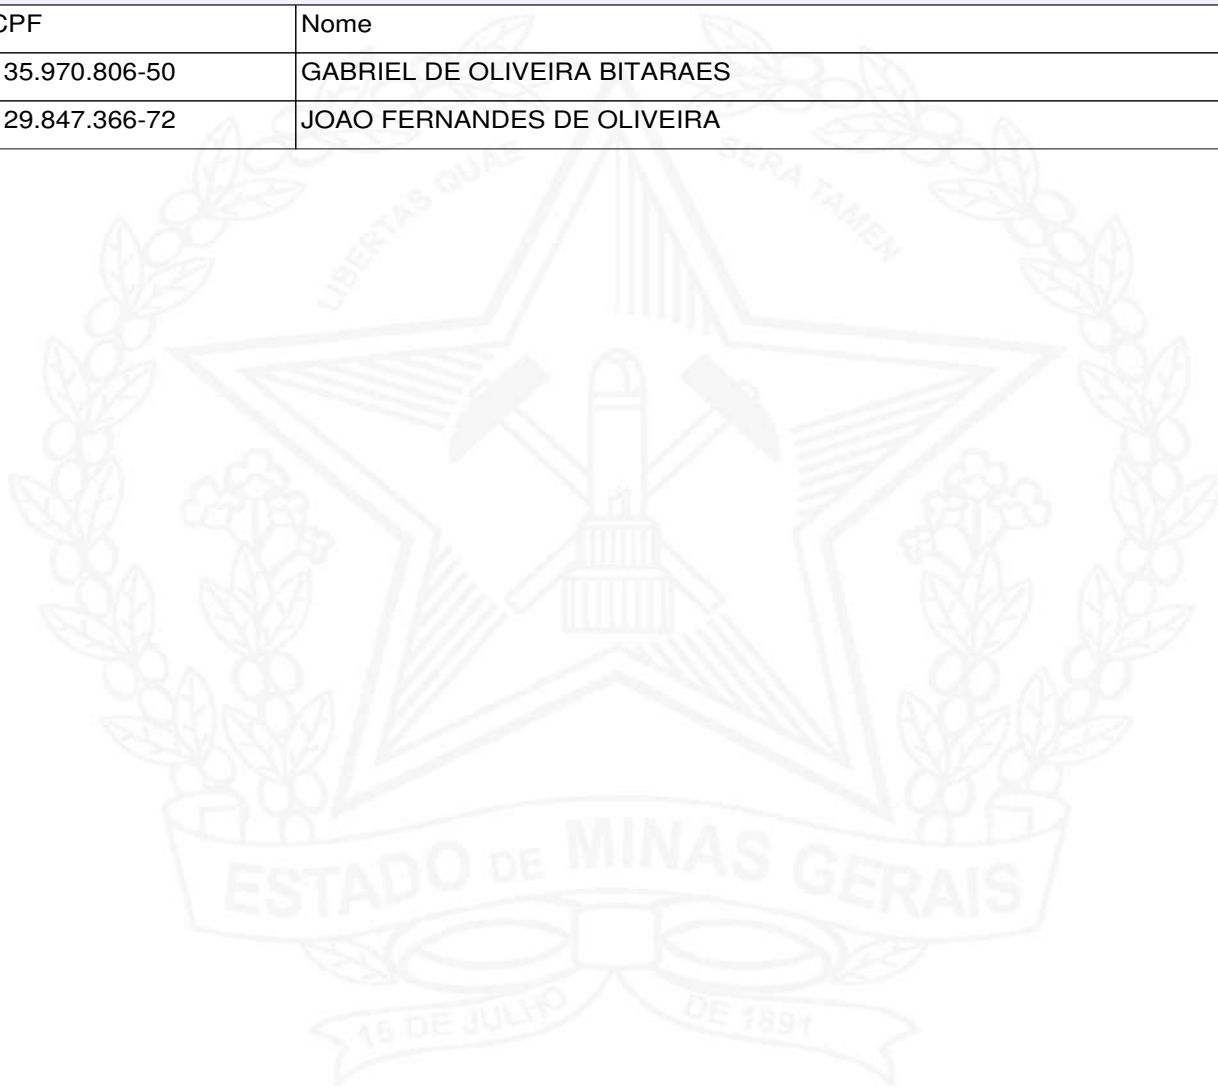 CPF Nome
35.970.806-50 GABRIEL DE OLIVEIRA BITARAES
29.847.366-72 JOAO FERNANDES DE OLIVEIRA
LIBERTAS QUAE SERA TAMEN
ESTADO DE MINAS GERAIS
15 DE JULHO DE 1891